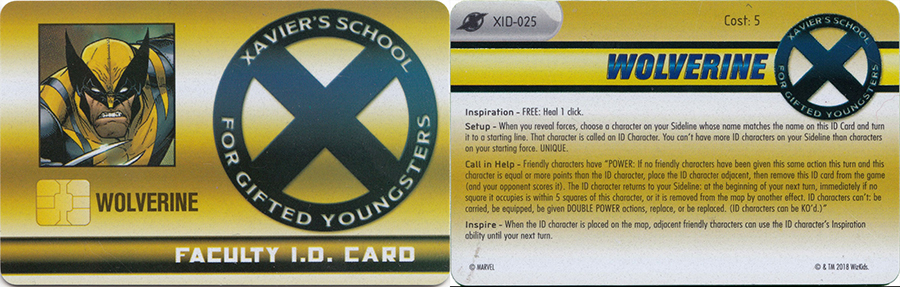 XAVIER'S SCHOOL
FOR GIFTED YOUNGSTERS
WOLVERINE
FACULTY I.D. CARD
XID-025
Cost: 5
XAVIER'S SCHOOL
FOR GIFTED YOUNGSTERS
WOLVERINE
Inspiration - FREE: Heal 1 click.
Setup - When you reveal forces, choose a character on your Sideline whose name matches the name on this ID Card and turn
it to a starting line. That character is called an ID Character. You can't have more ID characters on your Sideline than characters
on your starting force. UNIQUE.
Call in Help - Friendly characters have "POWER: If no friendly characters have been given this same action this turn and this
character is equal or more points than the ID character, place the ID character adjacent, then remove this ID card from the game
(and your opponent scores it). The ID character returns to your Sideline: at the beginning of your next turn, immediately if no
square it occupies is within 5 squares of this character, or it is removed from the map by another effect. ID characters can't: be
carried, be equipped, be given DOUBLE POWER actions, replace, or be replaced. (ID characters can be KO'd.)"
Inspire - When the ID character is placed on the map, adjacent friendly characters can use the ID character's Inspiration
ability until your next turn.
© MARVEL
© & TM 2018 WizKids.